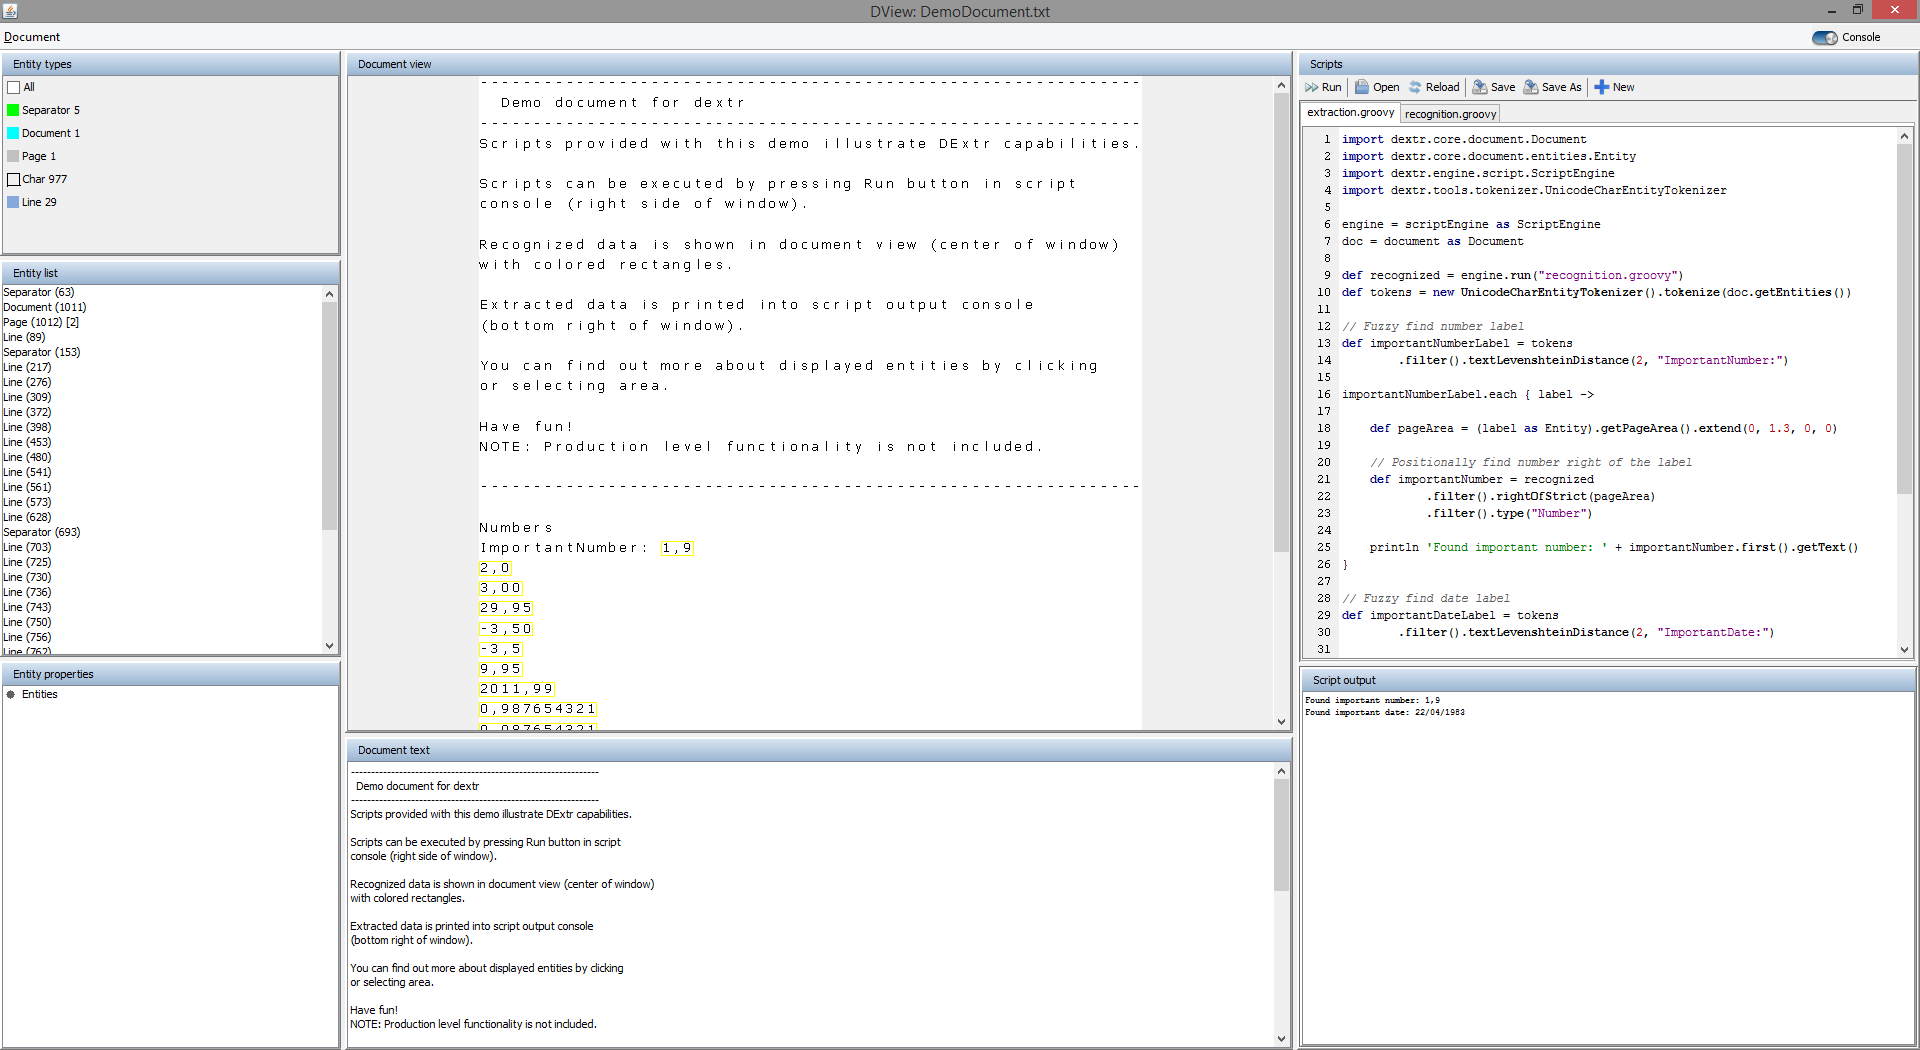 DView: DemoDocument.txt
Document
Console
Entity types
All
Separator 5
Document 1
Page 1
Char 977
Line 29
Entity list
Separator (63)
Document (1011)
Page (1012) [2]
Line (89)
Separator (153)
Line (217)
Line (276)
Line (309)
Line (372)
Line (398)
Line (453)
Line (480)
Line (541)
Line (561)
Line (573)
Line (628)
Separator (693)
Line (703)
Line (725)
Line (730)
Line (736)
Line (743)
Line (750)
Line (756)
Line (762)
Entity properties
Entities
Document view
----------------------------------------------------------------
Demo document for dextr
----------------------------------------------------------------
Scripts provided with this demo illustrate DExtr capabilities.
Scripts can be executed by pressing Run button in script
console (right side of window).
Recognized data is shown in document view (center of window)
with colored rectangles.
Extracted data is printed into script output console
(bottom right of window).
You can find out more about displayed entities by clicking
or selecting area.
Have fun!
NOTE: Production level functionality is not included.
----------------------------------------------------------------
Numbers
ImportantNumber: 1,9
2,0
3,00
29,95
-3,50
-3,5
9,95
2011,99
0,987654321
0,987654321
Document text
--------------------------------------------------------------
Demo document for dextr
--------------------------------------------------------------
Scripts provided with this demo illustrate DExtr capabilities.
Scripts can be executed by pressing Run button in script
console (right side of window).
Recognized data is shown in document view (center of window)
with colored rectangles.
Extracted data is printed into script output console
(bottom right of window).
You can find out more about displayed entities by clicking
or selecting area.
Have fun!
NOTE: Production level functionality is not included.
Scripts
Run Open Reload Save Save As New
extraction.groovy recognition.groovy
1 import dextr.core.document.Document
2 import dextr.core.document.entities.Entity
3 import dextr.engine.script.ScriptEngine
4 import dextr.tools.tokenizer.UnicodeCharEntityTokenizer
5
6 engine = scriptEngine as ScriptEngine
7 doc = document as Document
8
9 def recognized = engine.run("recognition.groovy")
10 def tokens = new UnicodeCharEntityTokenizer().tokenize(doc.getEntities())
11
12 // Fuzzy find number label
13 def importantNumberLabel = tokens
14 .filter().textLevenshteinDistance(2, "ImportantNumber:")
15
16 importantNumberLabel.each { label ->
17
18 def pageArea = (label as Entity).getPageArea().extend(0, 1.3, 0, 0)
19
20 // Positionally find number right of the label
21 def importantNumber = recognized
22 .filter().rightOfStrict(pageArea)
23 .filter().type("Number")
24
25 println 'Found important number: ' + importantNumber.first().getText()
26 }
27
28 // Fuzzy find date label
29 def importantDateLabel = tokens
30 .filter().textLevenshteinDistance(2, "ImportantDate:")
31
Script output
Found important number: 1,9
Found important date: 22/04/1983